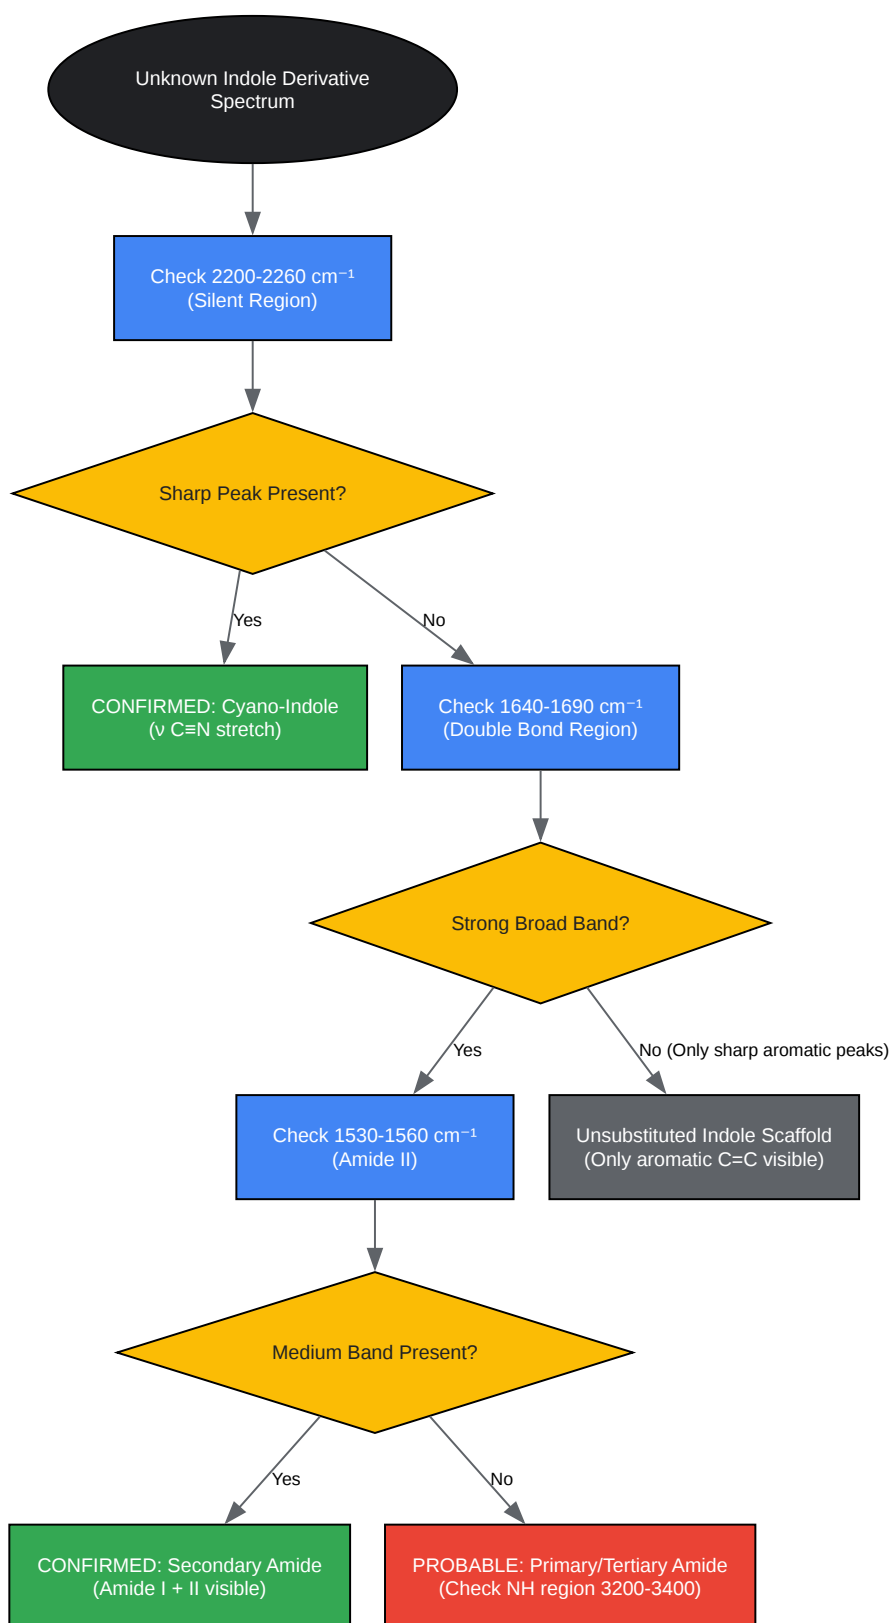 Unknown Indole Derivative
Spectrum
Check 2200-2260 cm⁻¹
(Silent Region)
Sharp Peak Present?
Yes
No
CONFIRMED: Cyano-Indole
(ν C≡N stretch)
Check 1640-1690 cm⁻¹
(Double Bond Region)
Strong Broad Band?
Yes
No (Only sharp aromatic peaks)
Check 1530-1560 cm⁻¹
(Amide II)
Unsubstituted Indole Scaffold
(Only aromatic C=C visible)
Medium Band Present?
Yes
No
CONFIRMED: Secondary Amide
(Amide I + II visible)
PROBABLE: Primary/Tertiary Amide
(Check NH region 3200-3400)